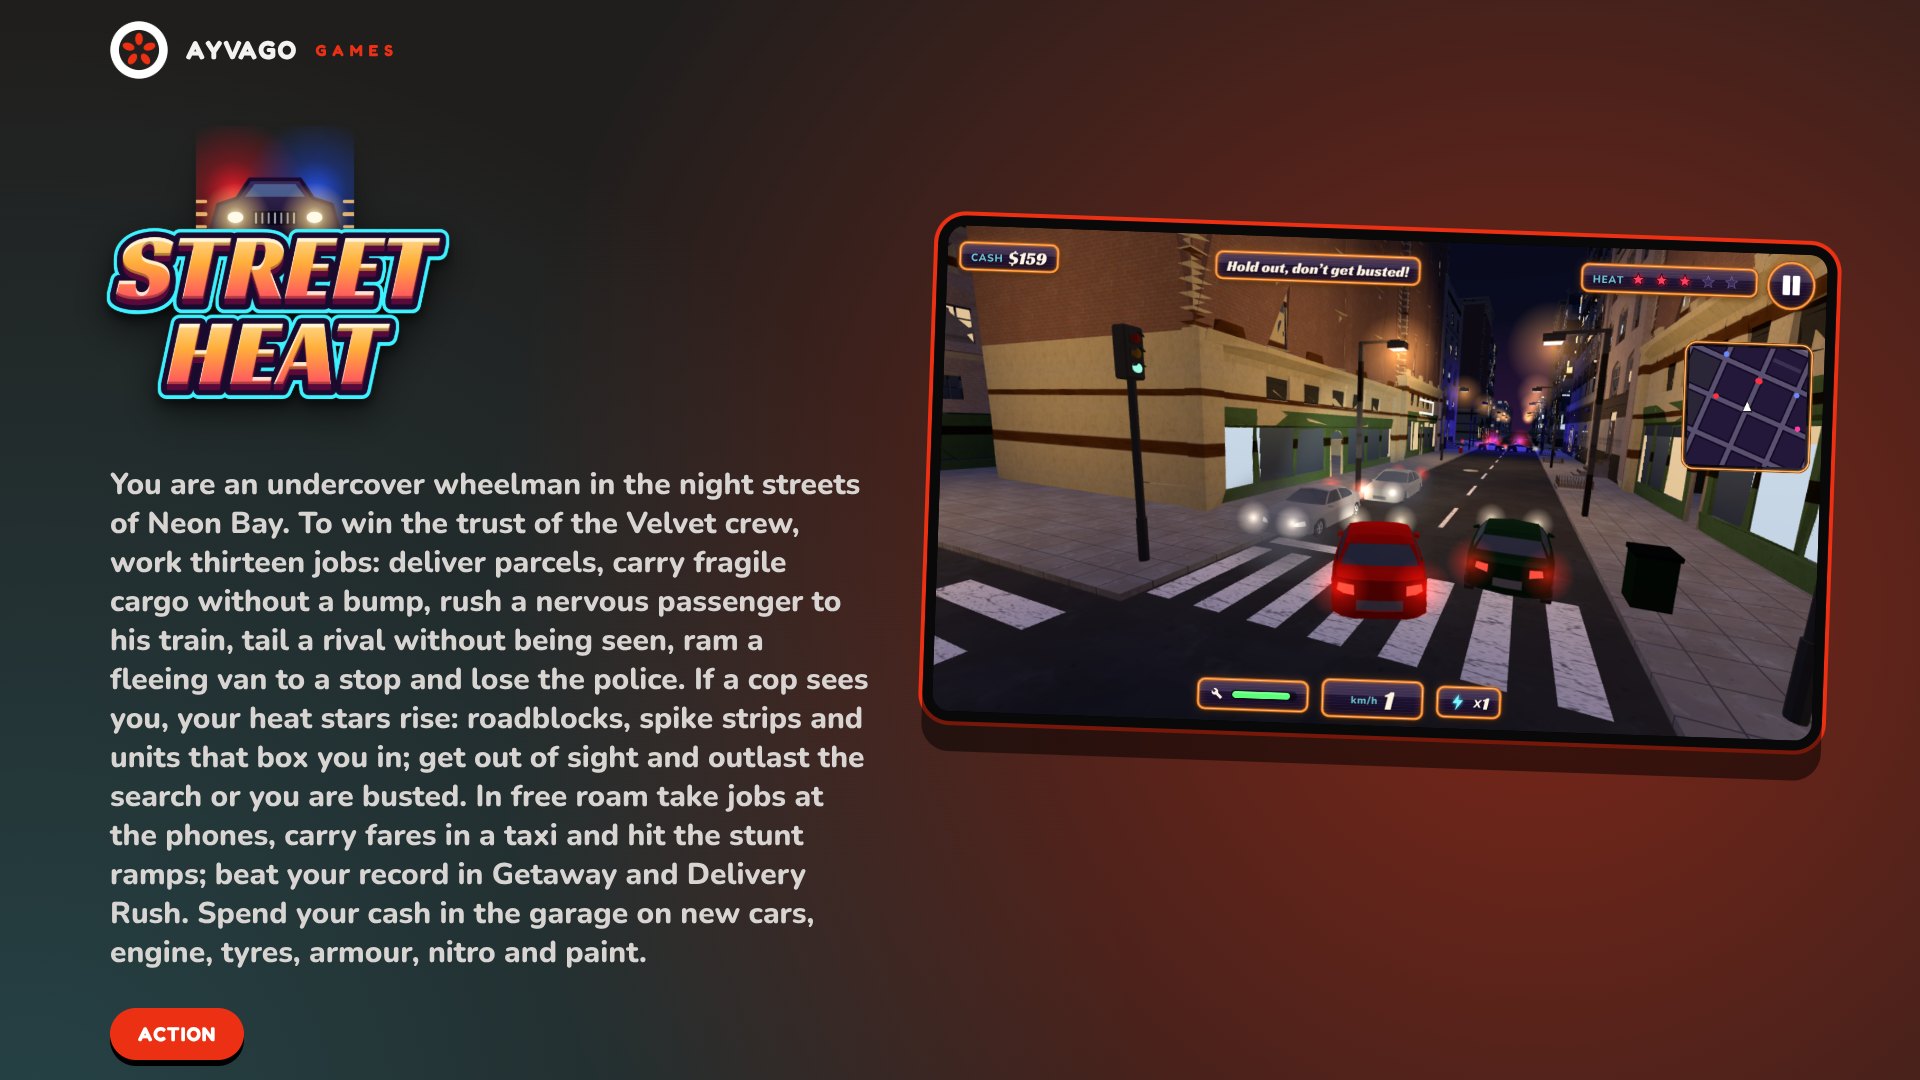 AYVAGO GAMES
STREET
HEAT
You are an undercover wheelman in the night streets
of Neon Bay. To win the trust of the Velvet crew,
work thirteen jobs: deliver parcels, carry fragile
cargo without a bump, rush a nervous passenger to
his train, tail a rival without being seen, ram a
fleeing van to a stop and lose the police. If a cop sees
you, your heat stars rise: roadblocks, spike strips and
units that box you in; get out of sight and outlast the
search or you are busted. In free roam take jobs at
the phones, carry fares in a taxi and hit the stunt
ramps; beat your record in Getaway and Delivery
Rush. Spend your cash in the garage on new cars,
engine, tyres, armour, nitro and paint.
ACTION
CASH $159
Hold out, don't get busted!
HEAT
km/h 1
x1